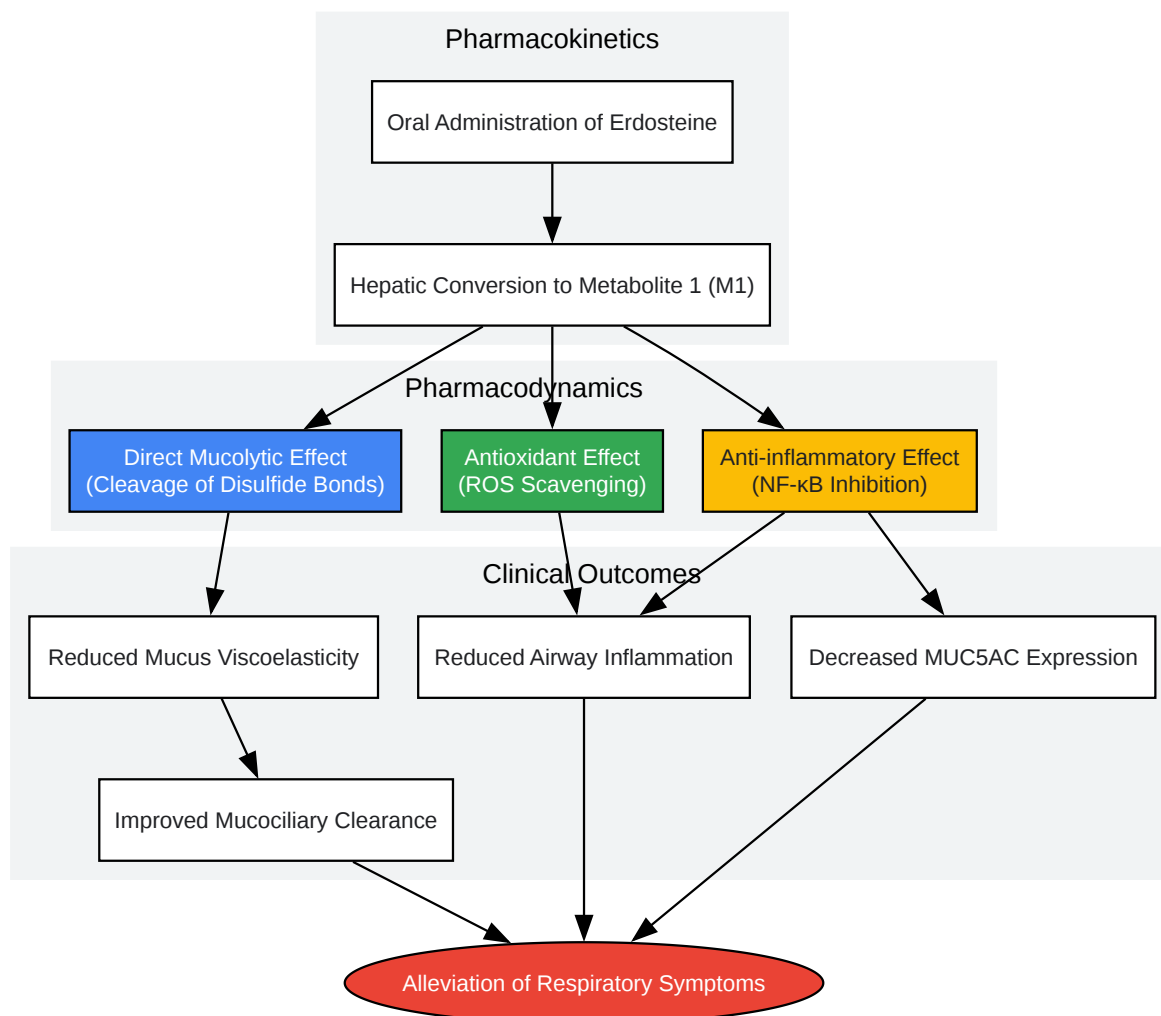 Pharmacokinetics
Oral Administration of Erdosteine
Hepatic Conversion to Metabolite 1 (M1)
Pharmacodynamics
Direct Mucolytic Effect
(Cleavage of Disulfide Bonds)
Antioxidant Effect
(ROS Scavenging)
Anti-inflammatory Effect
(NF-κB Inhibition)
Clinical Outcomes
Reduced Mucus Viscoelasticity
Reduced Airway Inflammation
Decreased MUC5AC Expression
Improved Mucociliary Clearance
Alleviation of Respiratory Symptoms